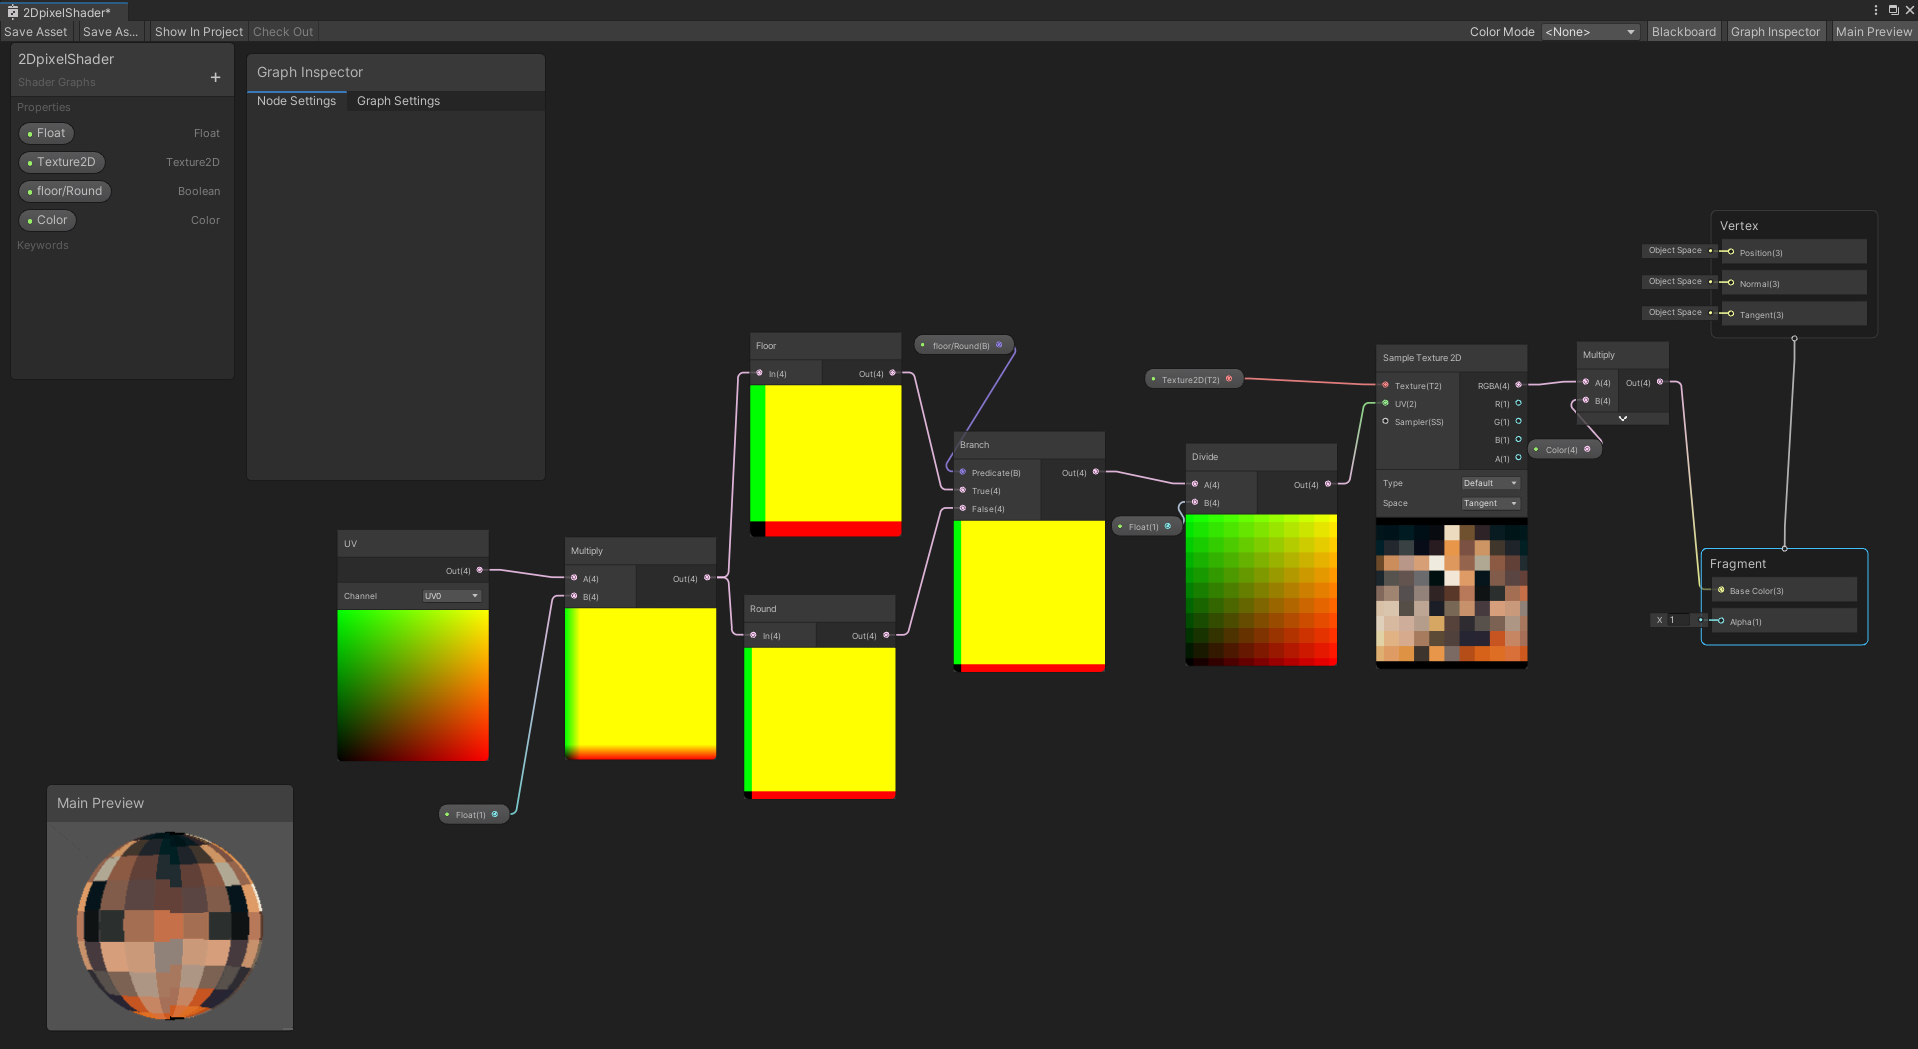 2DpixelShader*
Save Asset Save As... Show In Project Check Out Color Mode <None> Blackboard Graph Inspector Main Preview
2DpixelShader
Shader Graphs
+
Properties
Float Float
Texture2D Texture2D
floor/Round Boolean
Color Color
Keywords
Graph Inspector
Node Settings Graph Settings
Vertex
Object Space Position(3)
Object Space Normal(3)
Object Space Tangent(3)
Floor
In(4) Out(4)
floor/Round(B)
Texture2D(T2)
Sample Texture 2D
Texture(T2) RGBA(4)
UV(2) R(1)
Sampler(SS) G(1)
B(1)
A(1)
Type Default
Space Tangent
Multiply
A(4) Out(4)
B(4)
Color(4)
Branch
Predicate(B) Out(4)
True(4)
False(4)
Divide
A(4) Out(4)
B(4)
Float(1)
UV
Out(4)
Channel UV0
Multiply
A(4) Out(4)
B(4)
Round
In(4) Out(4)
Fragment
Base Color(3)
X 1 Alpha(1)
Float(1)
Main Preview